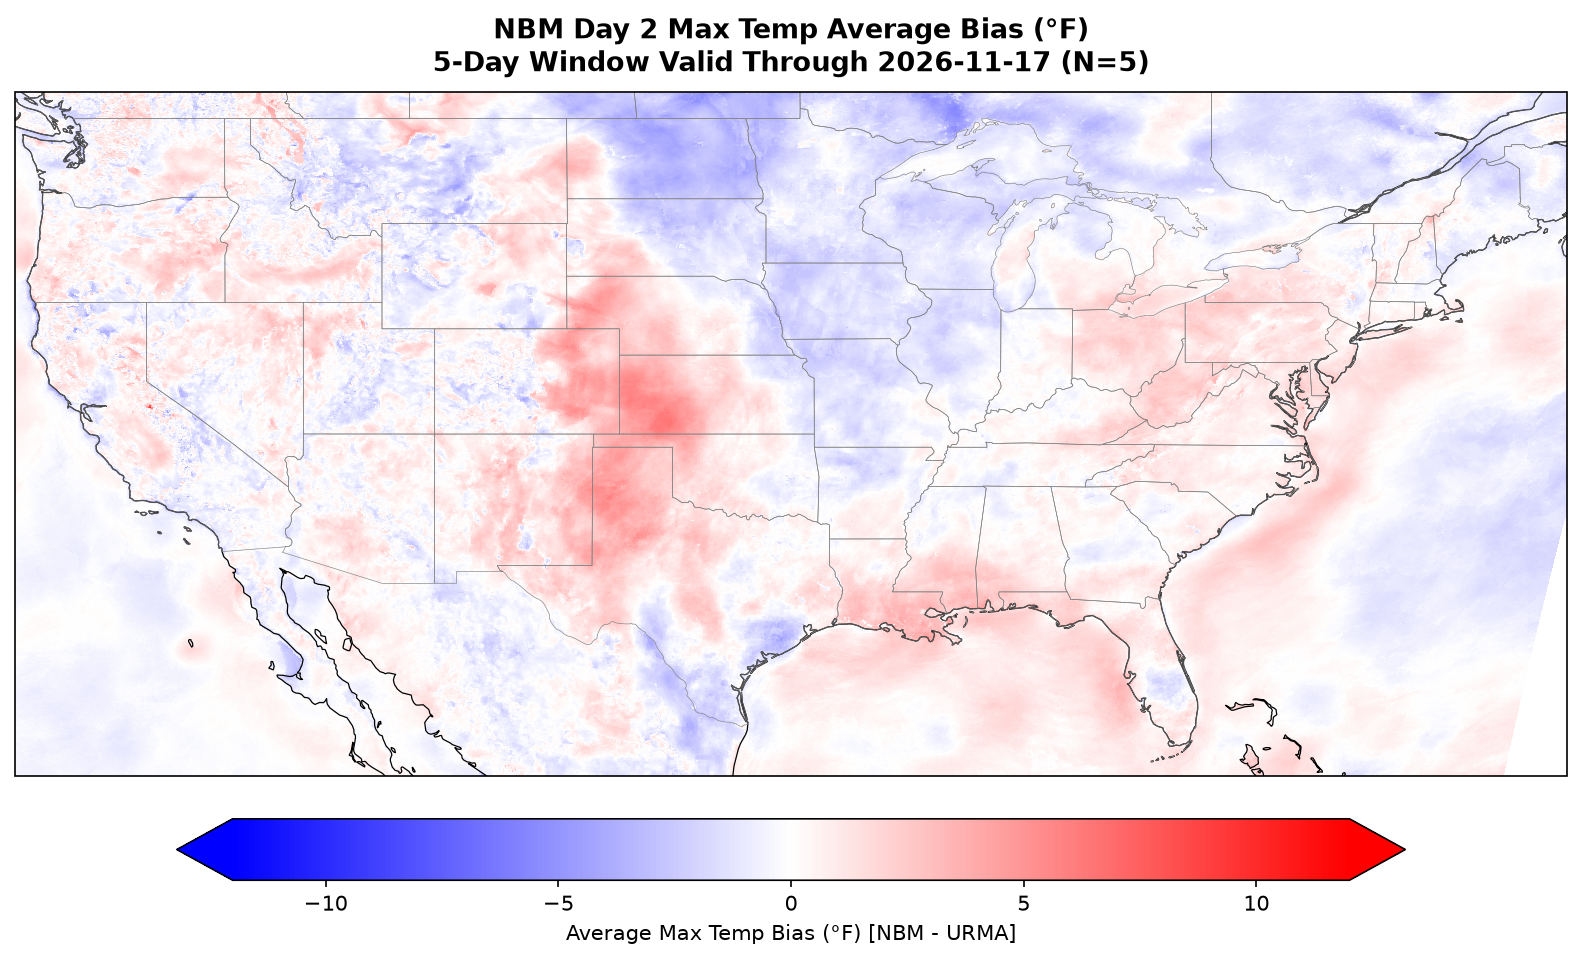 NBM Day 2 Max Temp Average Bias (°F)
5-Day Window Valid Through 2026-11-17 (N=5)
−10 −5 0 5 10
Average Max Temp Bias (°F) [NBM - URMA]